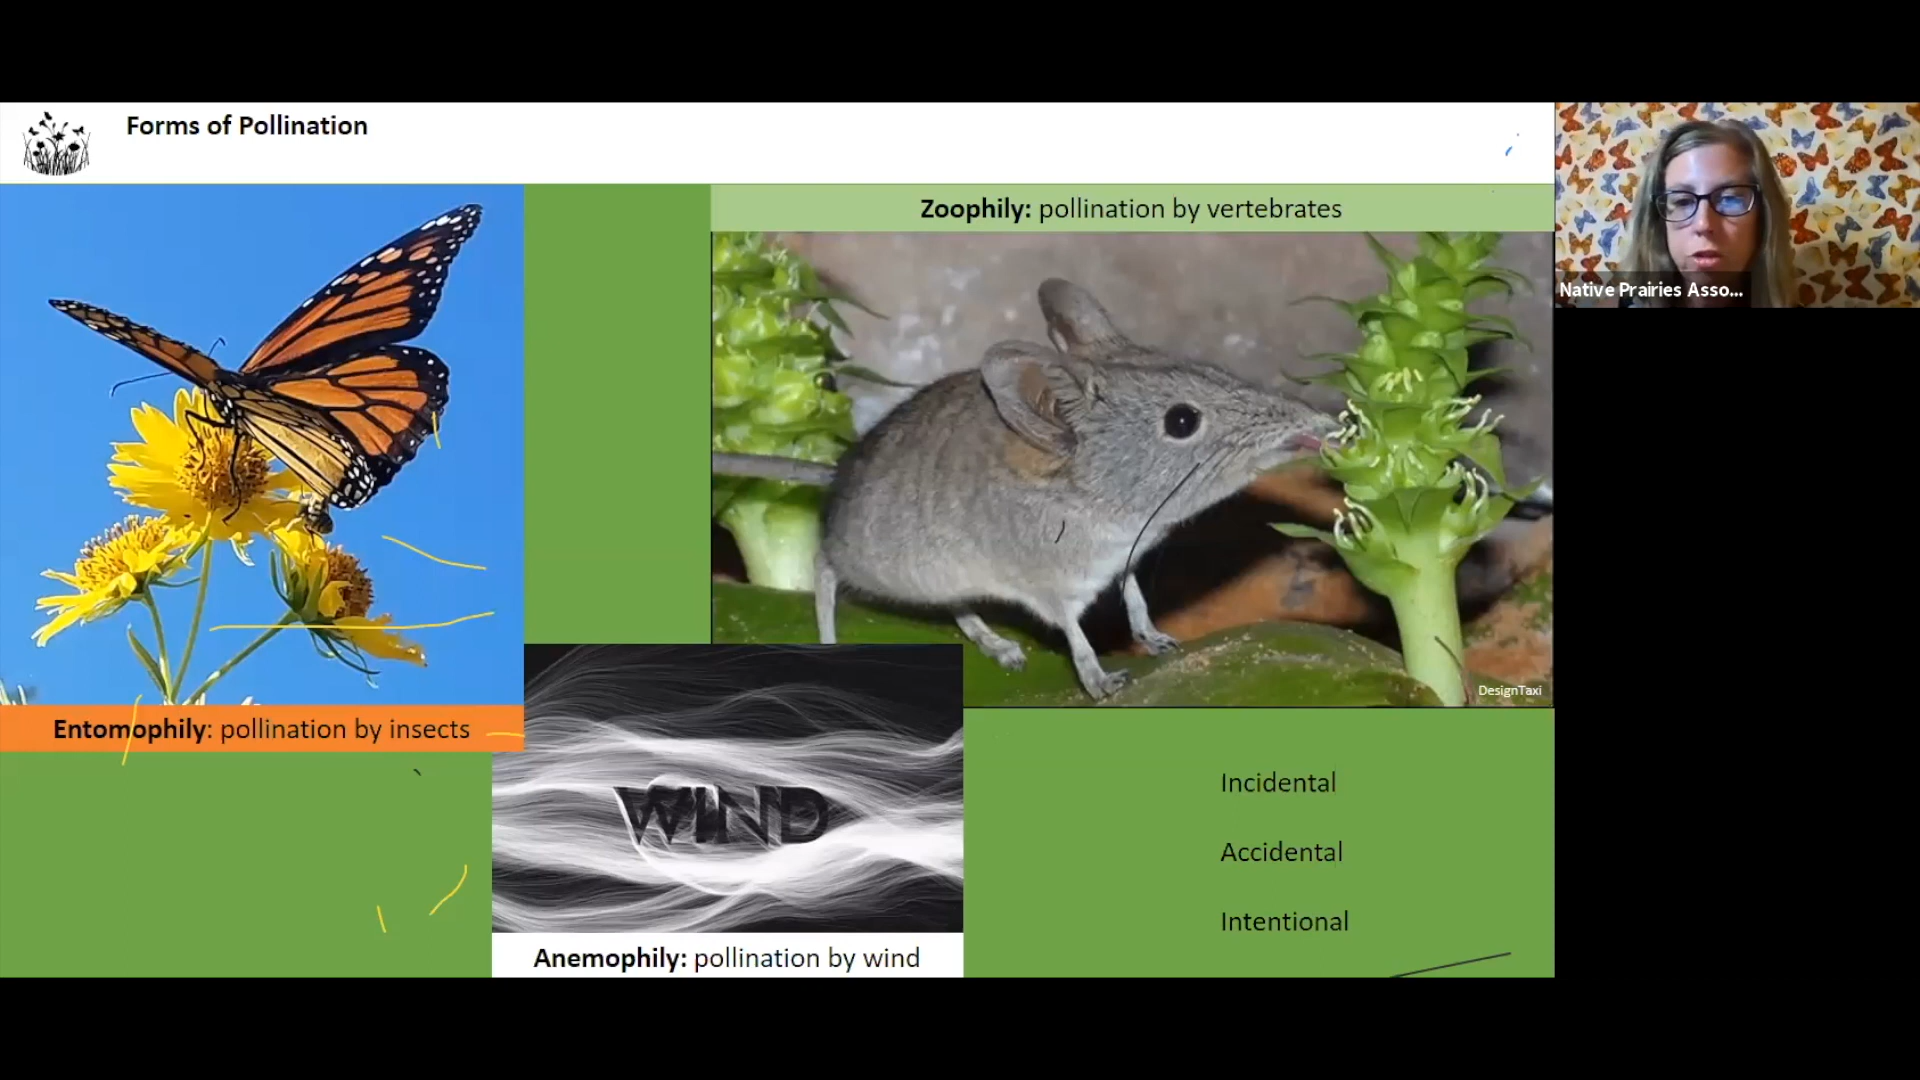 Forms of Pollination
Zoophily: pollination by vertebrates
Native Prairies Asso...
DesignTaxi
Entomophily: pollination by insects
WIND
Incidental
Accidental
Intentional
Anemophily: pollination by wind